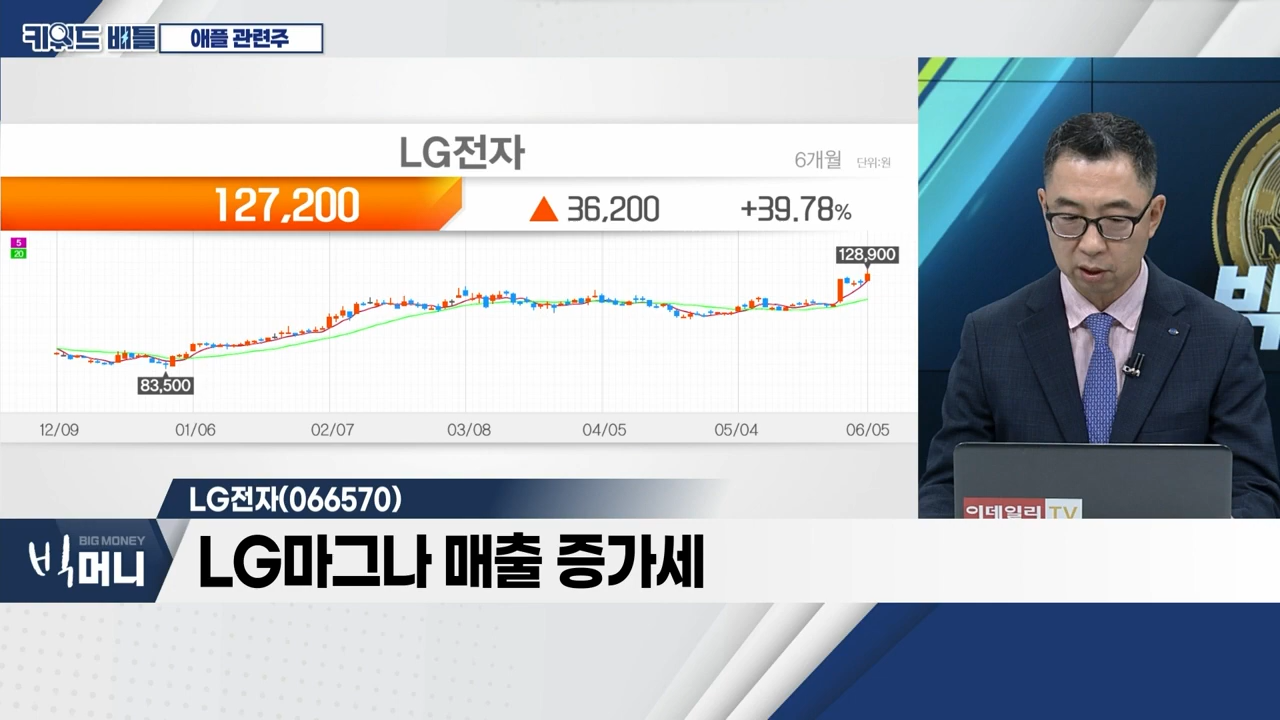 키워드 배틀
애플 관련주
LG전자
6개월 단위:원
127,200 ▲ 36,200 +39.78%
5
20
128,900
83,500
12/09 01/06 02/07 03/08 04/05 05/04 06/05
LG전자(066570)
BIG MONEY
빅머니
LG마그나 매출 증가세
이데일리TV